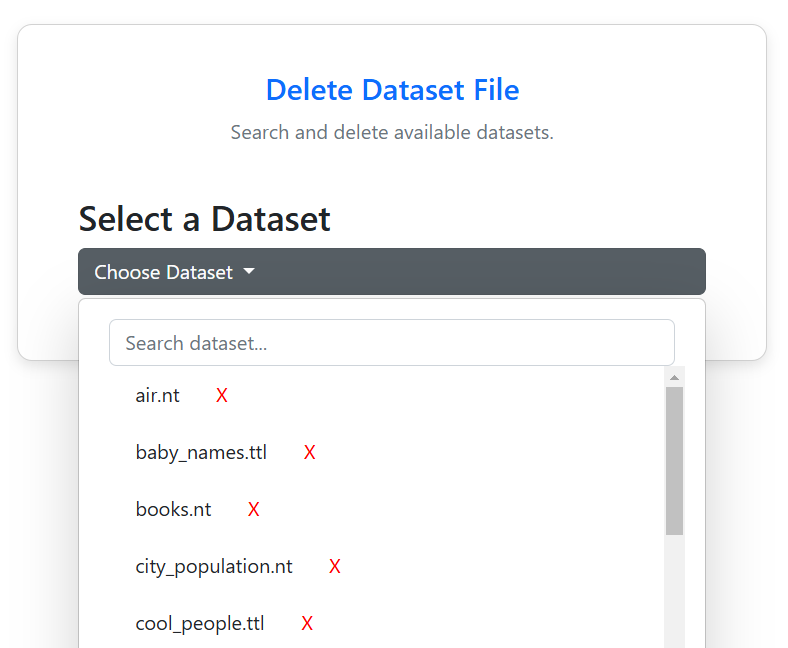 Delete Dataset File
Search and delete available datasets.
Select a Dataset
Choose Dataset
Search dataset...
air.nt X
baby_names.ttl X
books.nt X
city_population.nt X
cool_people.ttl X